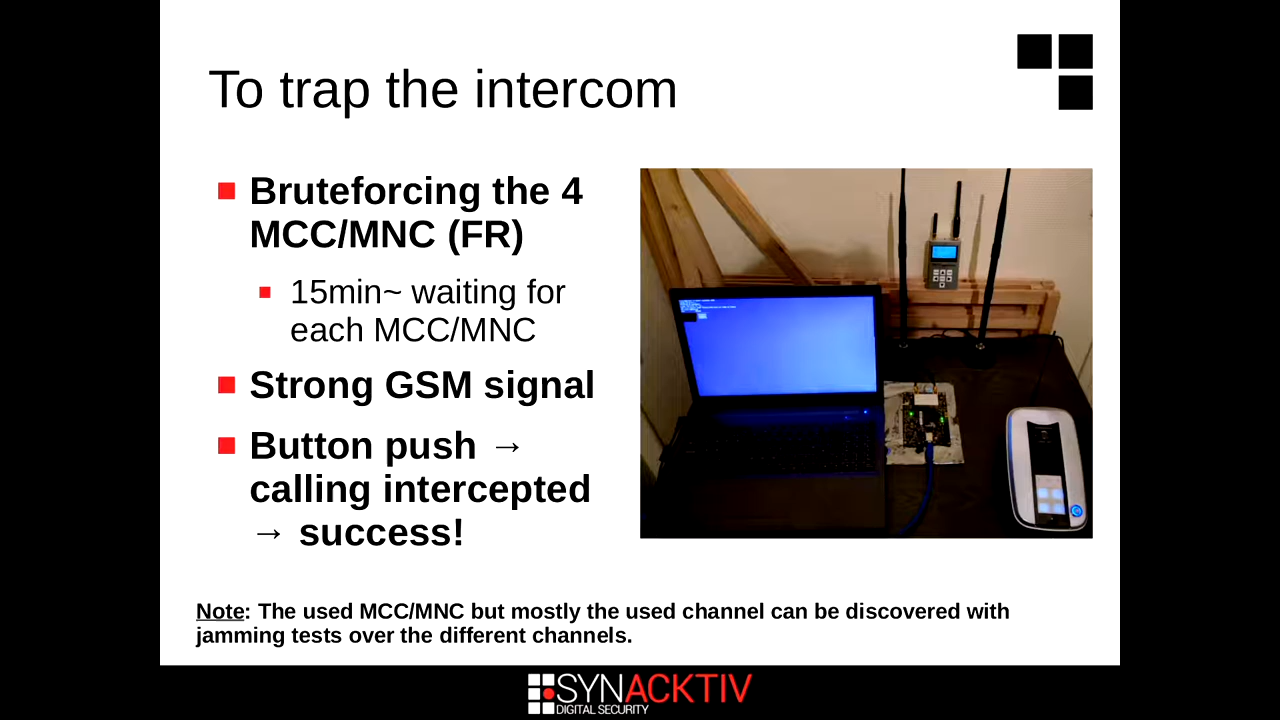 To trap the intercom
Bruteforcing the 4
MCC/MNC (FR)
15min~ waiting for
each MCC/MNC
Strong GSM signal
Button push →
calling intercepted
→ success!
Note: The used MCC/MNC but mostly the used channel can be discovered with
jamming tests over the different channels.
SYNACKTIV
DIGITAL SECURITY